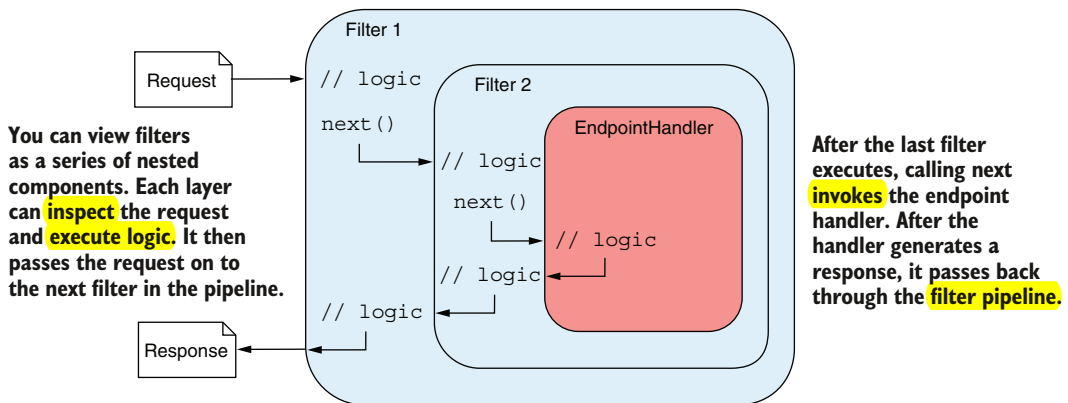 Filter 1
Request
// logic
Filter 2
next()
EndpointHandler
You can view filters
as a series of nested
components. Each layer
can inspect the request
and execute logic. It then
passes the request on to
the next filter in the pipeline.
// logic
next()
// logic
// logic
// logic
Response
After the last filter
executes, calling next
invokes the endpoint
handler. After the
handler generates a
response, it passes back
through the filter pipeline.